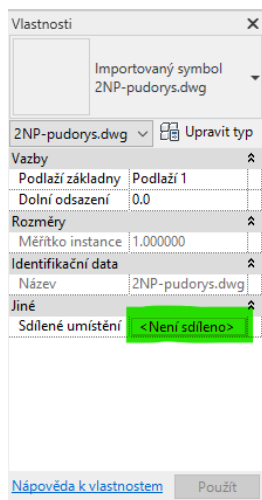 Vlastnosti
Importovaný symbol
2NP-pudorys.dwg
2NP-pudorys.dwg Upravit typ
Vazby
Podlaží základny Podlaží 1
Dolní odsazení 0.0
Rozměry
Měřítko instance 1.000000
Identifikační data
Název 2NP-pudorys.dwg
Jiné
Sdílené umístění <Není sdíleno>
Nápověda k vlastnostem Použít